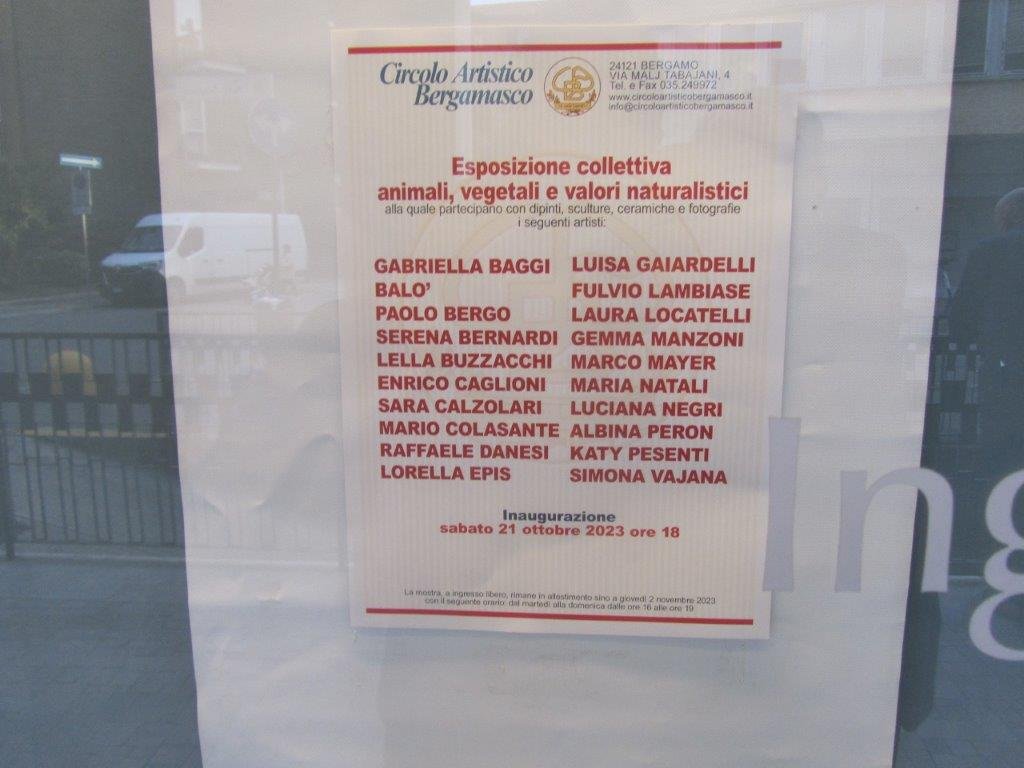 Circolo Artistico
Bergamasco
24121 BERGAMO
VIA MALJ TABAJANI, 4
Tel. e Fax 035.249972
www.circoloartisticobergamasco.it
info@circoloartisticobergamasco.it
Esposizione collettiva
animali, vegetali e valori naturalistici
alla quale partecipano con dipinti, sculture, ceramiche e fotografie
i seguenti artisti:
GABRIELLA BAGGI
BALO’
PAOLO BERGO
SERENA BERNARDI
LELLA BUZZACCHI
ENRICO CAGLIONI
SARA CALZOLARI
MARIO COLASANTE
RAFFAELE DANESI
LORELLA EPIS
LUISA GAIARDELLI
FULVIO LAMBIASE
LAURA LOCATELLI
GEMMA MANZONI
MARCO MAYER
MARIA NATALI
LUCIANA NEGRI
ALBINA PERON
KATY PESENTI
SIMONA VAJANA
Inaugurazione
sabato 21 ottobre 2023 ore 18
La mostra, a ingresso libero, rimane in allestimento sino a giovedì 2 novembre 2023
con il seguente orario: dal martedì alla domenica dalle ore 16 alle ore 19
Ing